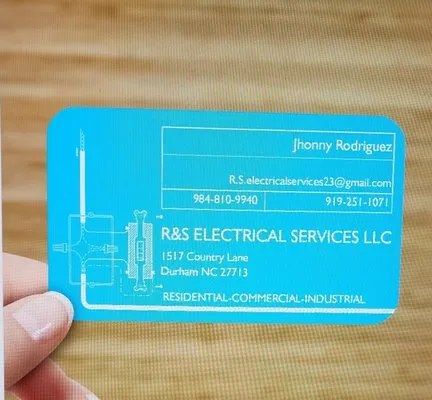 Jhonny Rodriguez
R.S.electricalservices23@gmail.com
984-810-9940 919-251-1071
R&S ELECTRICAL SERVICES LLC
1517 Country Lane
Durham NC 27713
RESIDENTIAL-COMMERCIAL-INDUSTRIAL